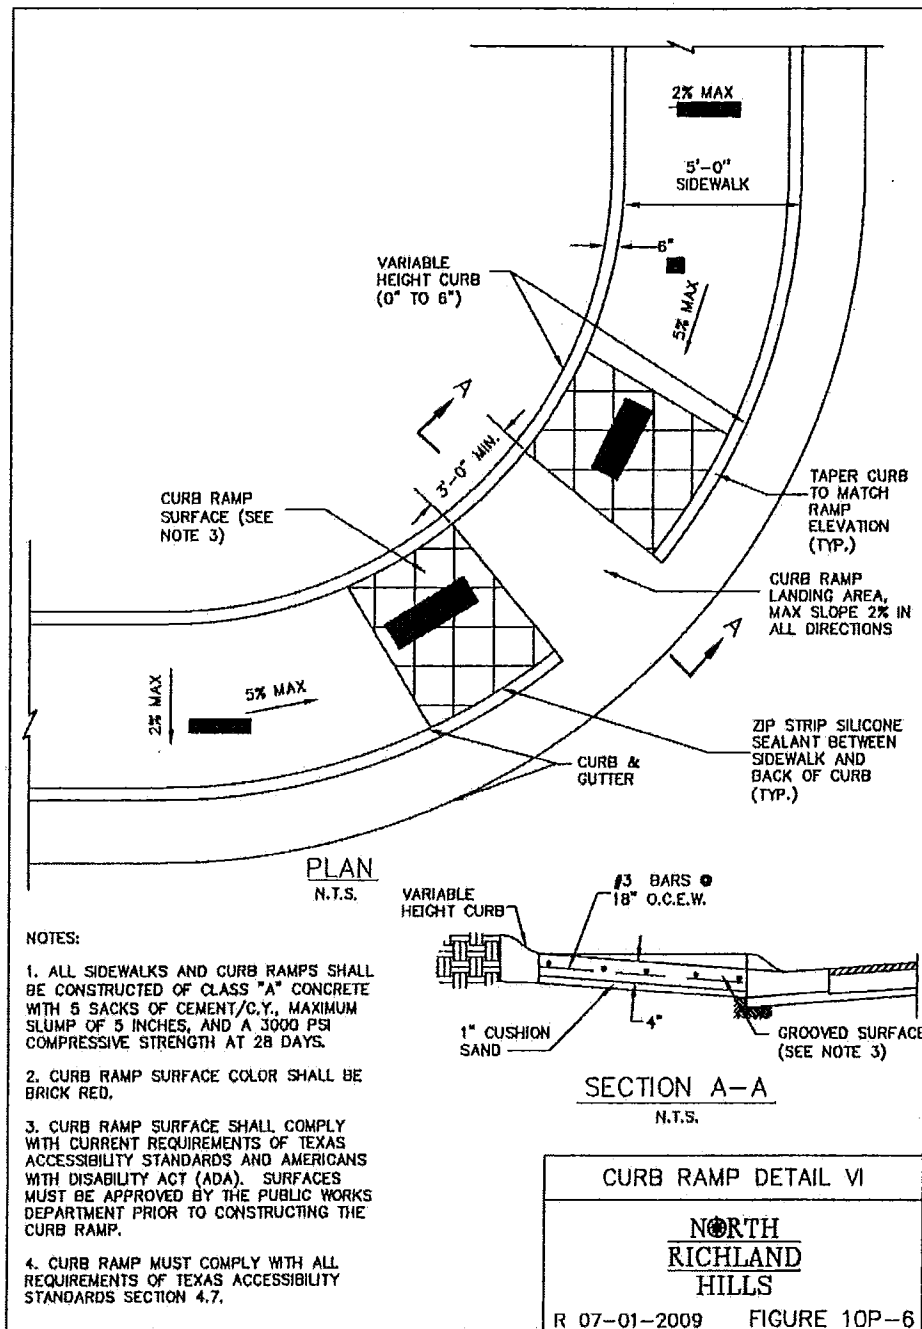 2% MAX
5'-0"
SIDEWALK
6"
VARIABLE
HEIGHT CURB
(0" TO 6")
5% MAX
A
3'-0" MIN.
CURB RAMP
SURFACE (SEE
NOTE 3)
TAPER CURB
TO MATCH
RAMP
ELEVATION
(TYP.)
CURB RAMP
LANDING AREA,
MAX SLOPE 2% IN
ALL DIRECTIONS
A
2% MAX
5% MAX
ZIP STRIP SILICONE
SEALANT BETWEEN
SIDEWALK AND
BACK OF CURB
(TYP.)
CURB &
GUTTER
PLAN
N.T.S.
VARIABLE
HEIGHT CURB
#3 BARS @
18" O.C.E.W.
1" CUSHION
SAND
4"
GROOVED SURFACE
(SEE NOTE 3)
SECTION A-A
N.T.S.
NOTES:
1. ALL SIDEWALKS AND CURB RAMPS SHALL
BE CONSTRUCTED OF CLASS "A" CONCRETE
WITH 5 SACKS OF CEMENT/C.Y., MAXIMUM
SLUMP OF 5 INCHES, AND A 3000 PSI
COMPRESSIVE STRENGTH AT 28 DAYS.
2. CURB RAMP SURFACE COLOR SHALL BE
BRICK RED.
3. CURB RAMP SURFACE SHALL COMPLY
WITH CURRENT REQUIREMENTS OF TEXAS
ACCESSIBILITY STANDARDS AND AMERICANS
WITH DISABILITY ACT (ADA). SURFACES
MUST BE APPROVED BY THE PUBLIC WORKS
DEPARTMENT PRIOR TO CONSTRUCTING THE
CURB RAMP.
4. CURB RAMP MUST COMPLY WITH ALL
REQUIREMENTS OF TEXAS ACCESSIBILITY
STANDARDS SECTION 4.7.
CURB RAMP DETAIL VI
NORTH
RICHLAND
HILLS
R 07-01-2009 FIGURE 10P-6